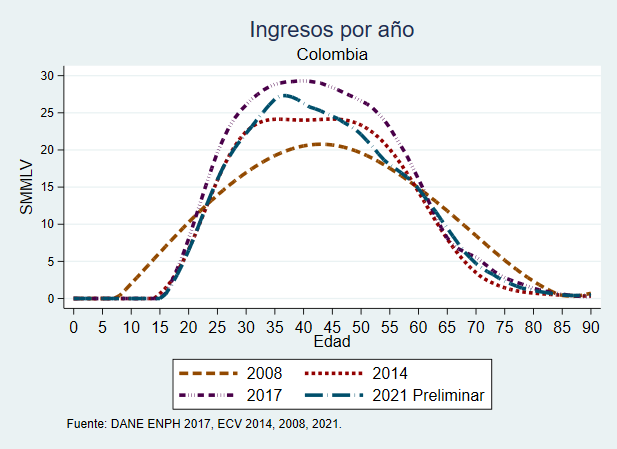 Ingresos por año
Colombia
SMMLV
30
25
20
15
10
5
0
0 5 10 15 20 25 30 35 40 45 50 55 60 65 70 75 80 85 90
Edad
2008 2014
2017 2021 Preliminar
Fuente: DANE ENPH 2017, ECV 2014, 2008, 2021.